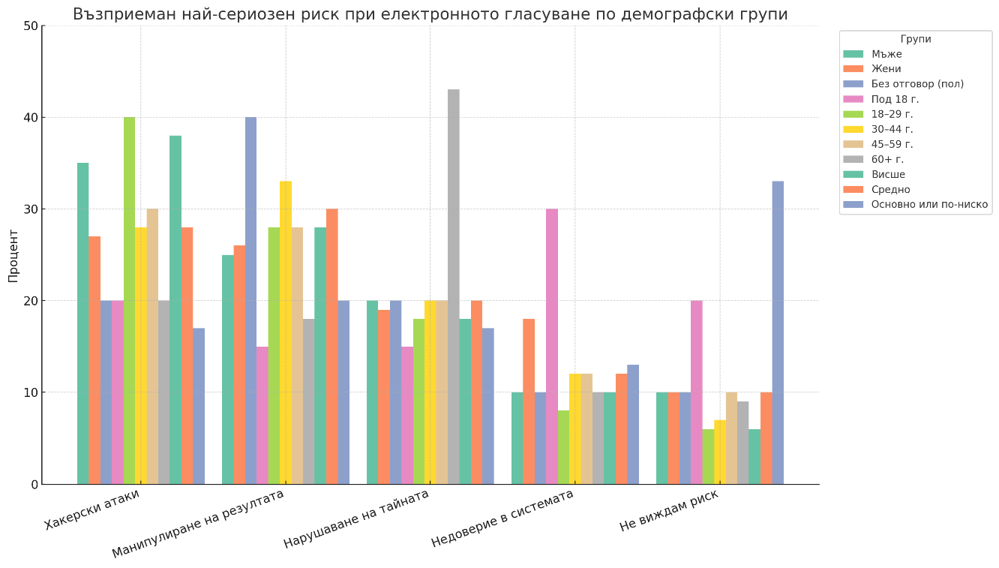 Възприеман най-сериозен риск при електронното гласуване по демографски групи
Процент
50
40
30
20
10
0
Хакерски атаки
Манипулиране на резултата
Нарушаване на тайната
Недоверие в системата
Не виждам риск
Групи
Мъже
Жени
Без отговор (пол)
Под 18 г.
18–29 г.
30–44 г.
45–59 г.
60+ г.
Висше
Средно
Основно или по-ниско